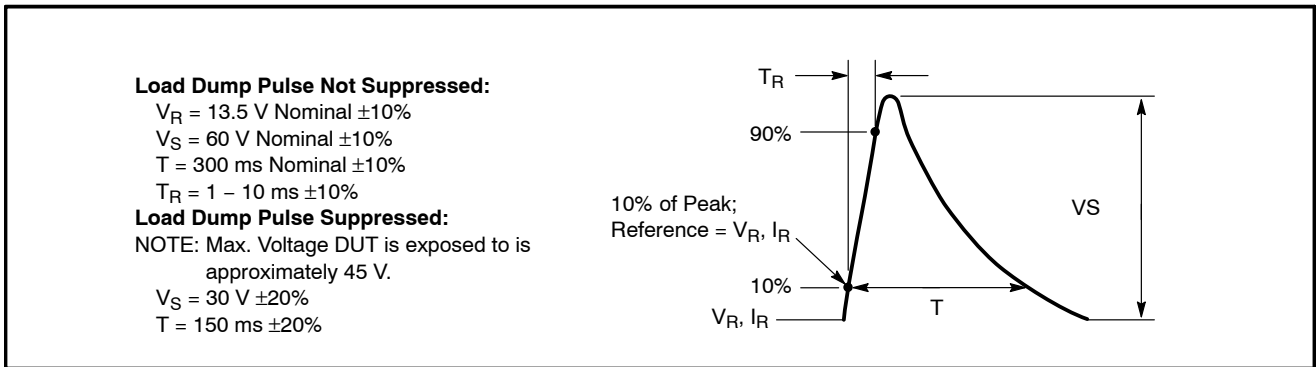 Load Dump Pulse Not Suppressed:
V_R = 13.5 V Nominal ±10%
V_S = 60 V Nominal ±10%
T = 300 ms Nominal ±10%
T_R = 1 – 10 ms ±10%
Load Dump Pulse Suppressed:
NOTE: Max. Voltage DUT is exposed to is
approximately 45 V.
V_S = 30 V ±20%
T = 150 ms ±20%
T_R
90%
10% of Peak;
Reference = V_R, I_R
10%
V_R, I_R
T
VS